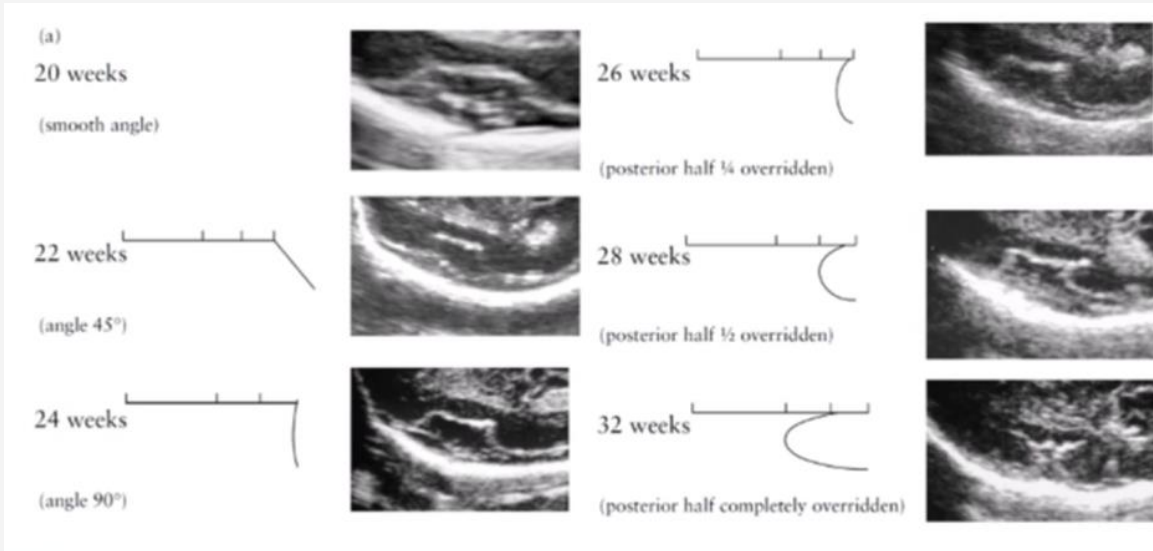 (a)
20 weeks
(smooth angle)
22 weeks
(angle 45°)
24 weeks
(angle 90°)
26 weeks
(posterior half ¼ overridden)
28 weeks
(posterior half ½ overridden)
32 weeks
(posterior half completely overridden)